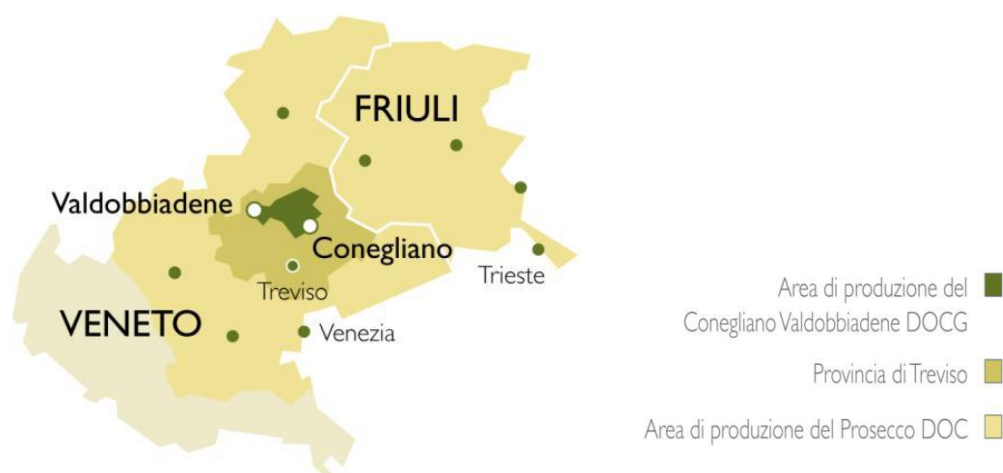 FRIULI
Valdobbiadene
Conegliano
Treviso
Trieste
VENETO
Venezia
Area di produzione del
Conegliano Valdobbiadene DOCG
Provincia di Treviso
Area di produzione del Prosecco DOC